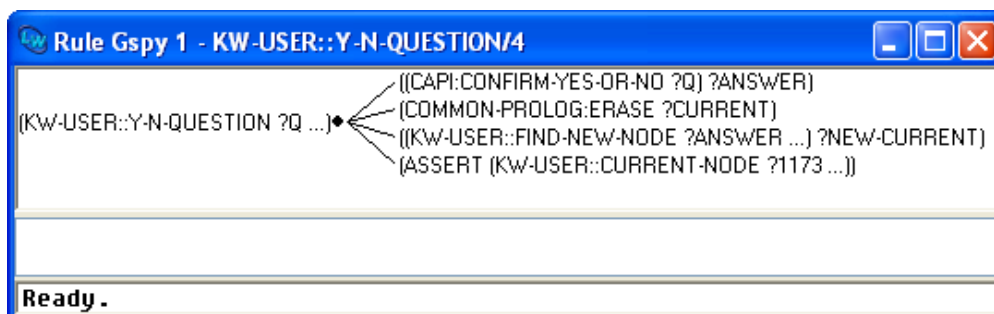 Rule Gspy 1 - KW-USER::Y-N-QUESTION/4
((CAPI:CONFIRM-YES-OR-NO ?Q) ?ANSWER)
(COMMON-PROLOG:ERASE ?CURRENT)
(KW-USER::Y-N-QUESTION ?Q ...)
((KW-USER::FIND-NEW-NODE ?ANSWER ...) ?NEW-CURRENT)
(ASSERT (KW-USER::CURRENT-NODE ?1173 ...))
Ready.